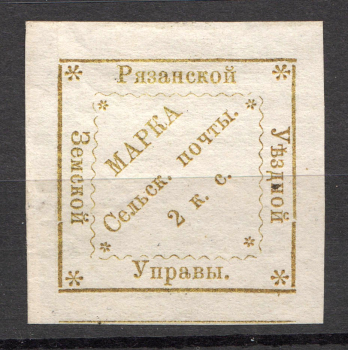 Рязанской
Уѣздной
Земской
Управы.
МАРКА
Сельск. почты.
2 к. с.